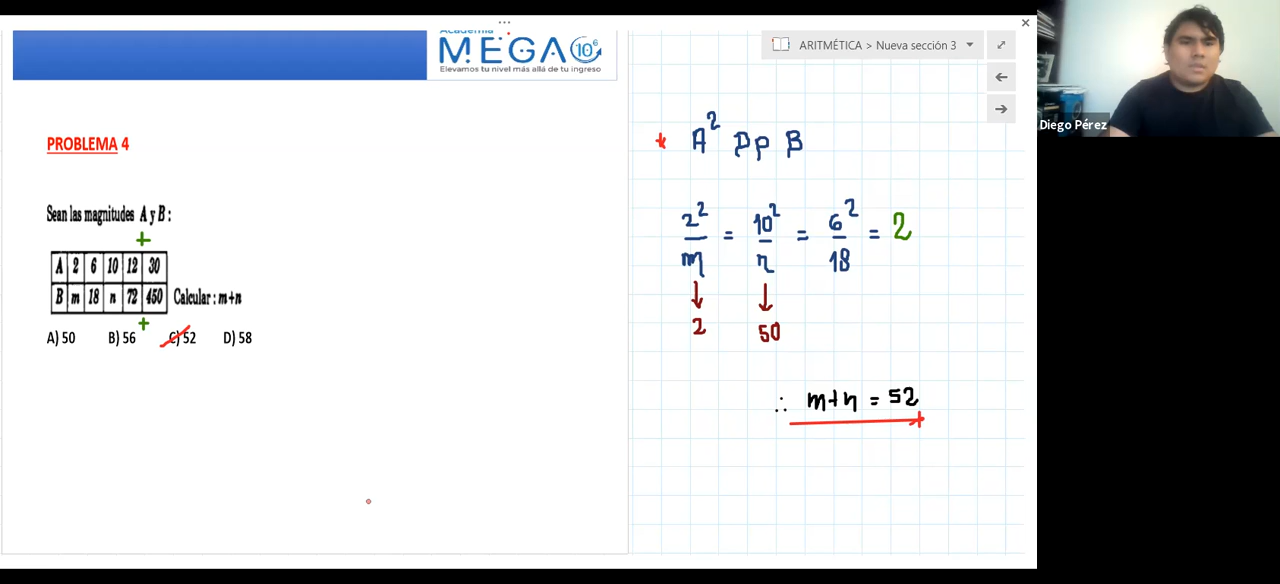 Academia
MEGA 10⁶
Elevamos tu nivel más allá de tu ingreso
ARITMÉTICA > Nueva sección 3
Diego Pérez
PROBLEMA 4
Sean las magnitudes A y B :
+
A 2 6 10 12 30
B m 18 n 72 450 Calcular : m+n
+
A) 50 B) 56 C) 52 D) 58
* A² Dp B
2²/m = 10²/n = 6²/18 = 2
↓ ↓
2 50
∴ m+n = 52